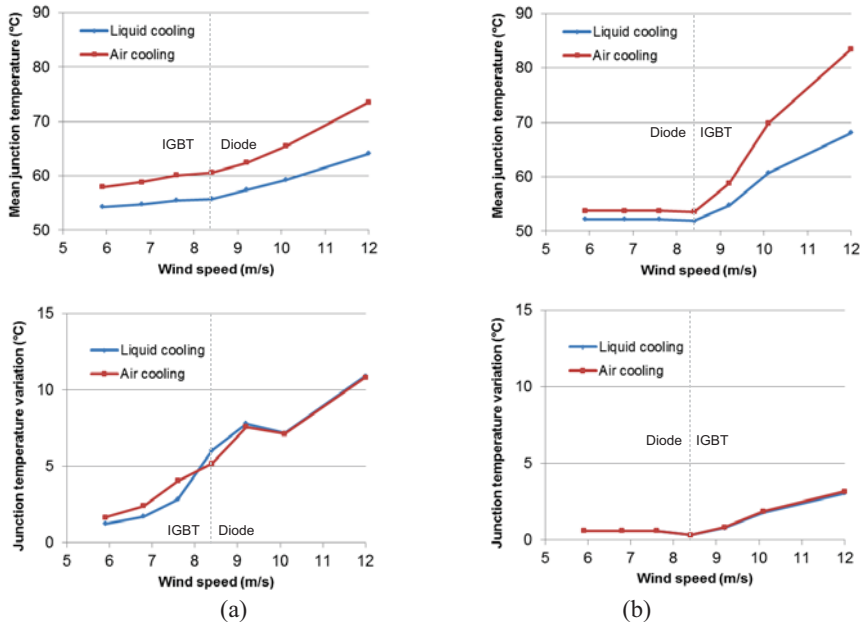 Mean junction temperature (°C)
90
80
70
60
50
Liquid cooling
Air cooling
IGBT Diode
5 6 7 8 9 10 11 12
Wind speed (m/s)
Mean junction temperature (°C)
90
80
70
60
50
Liquid cooling
Air cooling
Diode IGBT
5 6 7 8 9 10 11 12
Wind speed (m/s)
Junction temperature variation (°C)
15
10
5
0
Liquid cooling
Air cooling
IGBT Diode
5 6 7 8 9 10 11 12
Wind speed (m/s)
(a)
Junction temperature variation (°C)
15
10
5
0
Liquid cooling
Air cooling
Diode IGBT
5 6 7 8 9 10 11 12
Wind speed (m/s)
(b)